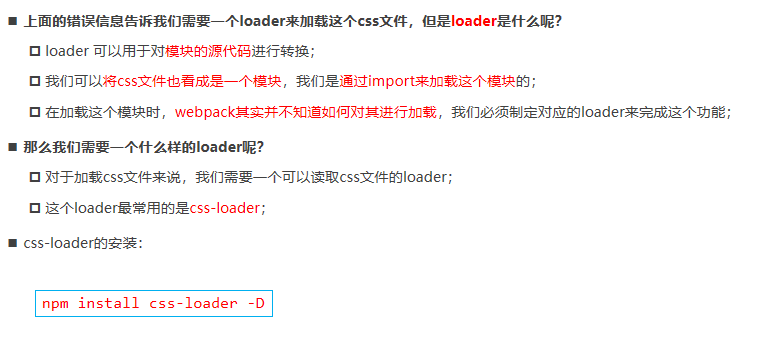 ■ 上面的错误信息告诉我们需要一个loader来加载这个css文件，但是loader是什么呢？
❑ loader 可以用于对模块的源代码进行转换；
❑ 我们可以将css文件也看成是一个模块，我们是通过import来加载这个模块的；
❑ 在加载这个模块时，webpack其实并不知道如何对其进行加载，我们必须制定对应的loader来完成这个功能；
■ 那么我们需要一个什么样的loader呢？
❑ 对于加载css文件来说，我们需要一个可以读取css文件的loader；
❑ 这个loader最常用的是css-loader；
■ css-loader的安装：
npm install css-loader -D